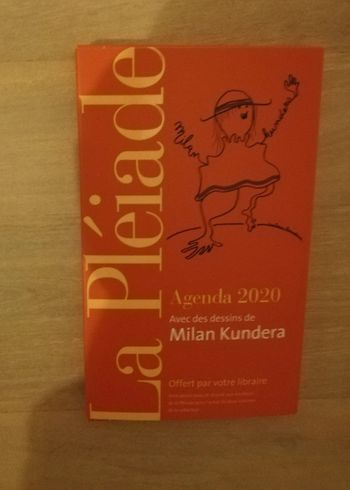 La Pléiade
Milan Kundera
Agenda 2020
Avec des dessins de
Milan Kundera
Offert par votre libraire